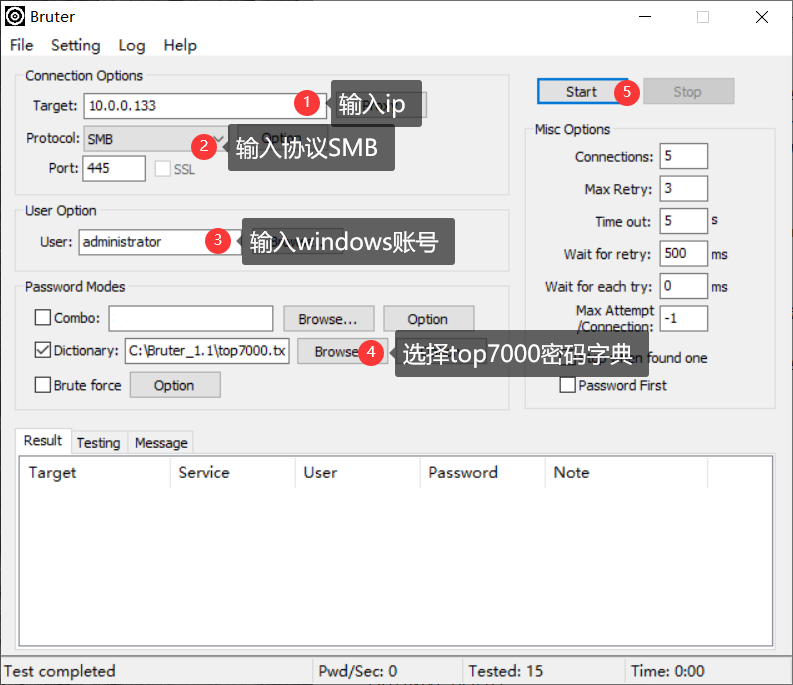 Bruter
File Setting Log Help
Connection Options
Target: 10.0.0.133 1 输入ip
Protocol: SMB 2 输入协议SMB
Port: 445 SSL
User Option
User: administrator 3 输入windows账号
Password Modes
Combo: Browse... Option
Dictionary: C:\Bruter_1.1\top7000.tx Browse 4 选择top7000密码字典
Brute force Option
Start 5 Stop
Misc Options
Connections: 5
Max Retry: 3
Time out: 5 s
Wait for retry: 500 ms
Wait for each try: 0 ms
Max Attempt
/Connection: -1
found one
Password First
Result Testing Message
Target Service User Password Note
Test completed Pwd/Sec: 0 Tested: 15 Time: 0:00